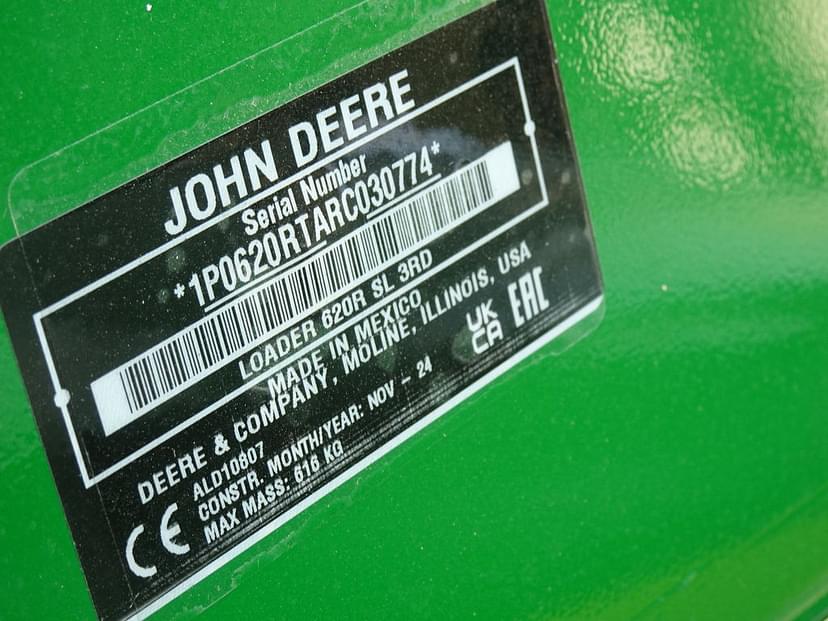 JOHN DEERE
Serial Number
*1P0620RTARC030774*
LOADER 620R SL 3RD
MADE IN MEXICO
DEERE & COMPANY, MOLINE, ILLINOIS, USA
ALO10807
CONSTR. MONTH/YEAR: NOV - 24
MAX MASS: 616 KG
CE
UK
CA
EAC